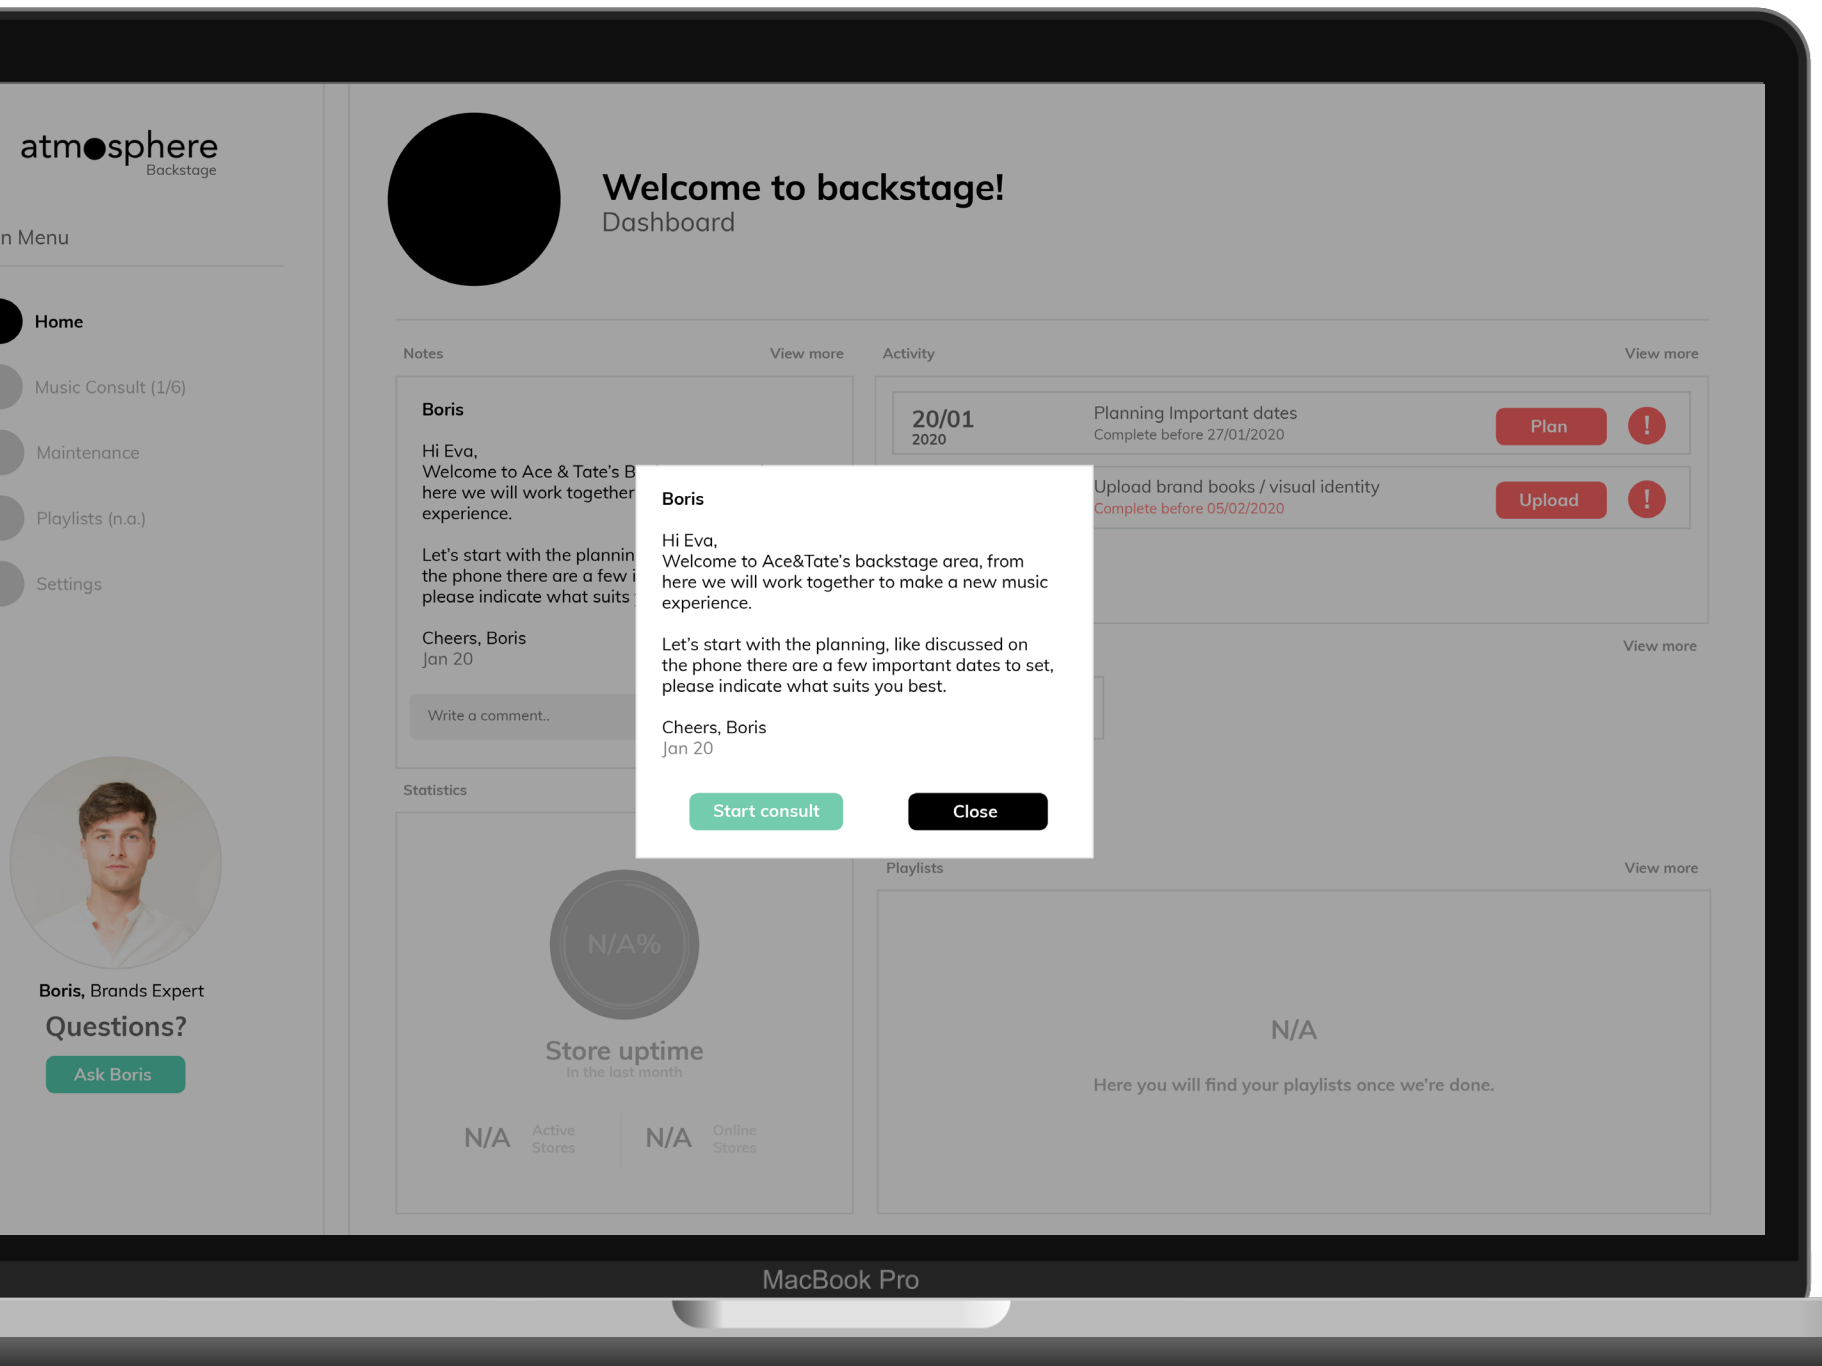 atmosphere
Backstage
n Menu
Home
Music Consult (1/6)
Maintenance
Playlists (n.a.)
Settings
Boris, Brands Expert
Questions?
Ask Boris
Welcome to backstage!
Dashboard
Notes
View more
Boris
Hi Eva,
Welcome to Ace & Tate's B
here we will work together
experience.
Let's start with the plannin
the phone there are a few i
please indicate what suits
Cheers, Boris
Jan 20
Write a comment..
Activity
View more
20/01
2020
Planning Important dates
Complete before 27/01/2020
Plan
!
Upload brand books / visual identity
Complete before 05/02/2020
Upload
!
View more
Boris
Hi Eva,
Welcome to Ace&Tate's backstage area, from
here we will work together to make a new music
experience.
Let's start with the planning, like discussed on
the phone there are a few important dates to set,
please indicate what suits you best.
Cheers, Boris
Jan 20
Start consult
Close
Statistics
N/A%
Store uptime
In the last month
N/A
Active
Stores
N/A
Online
Stores
Playlists
View more
N/A
Here you will find your playlists once we're done.
MacBook Pro